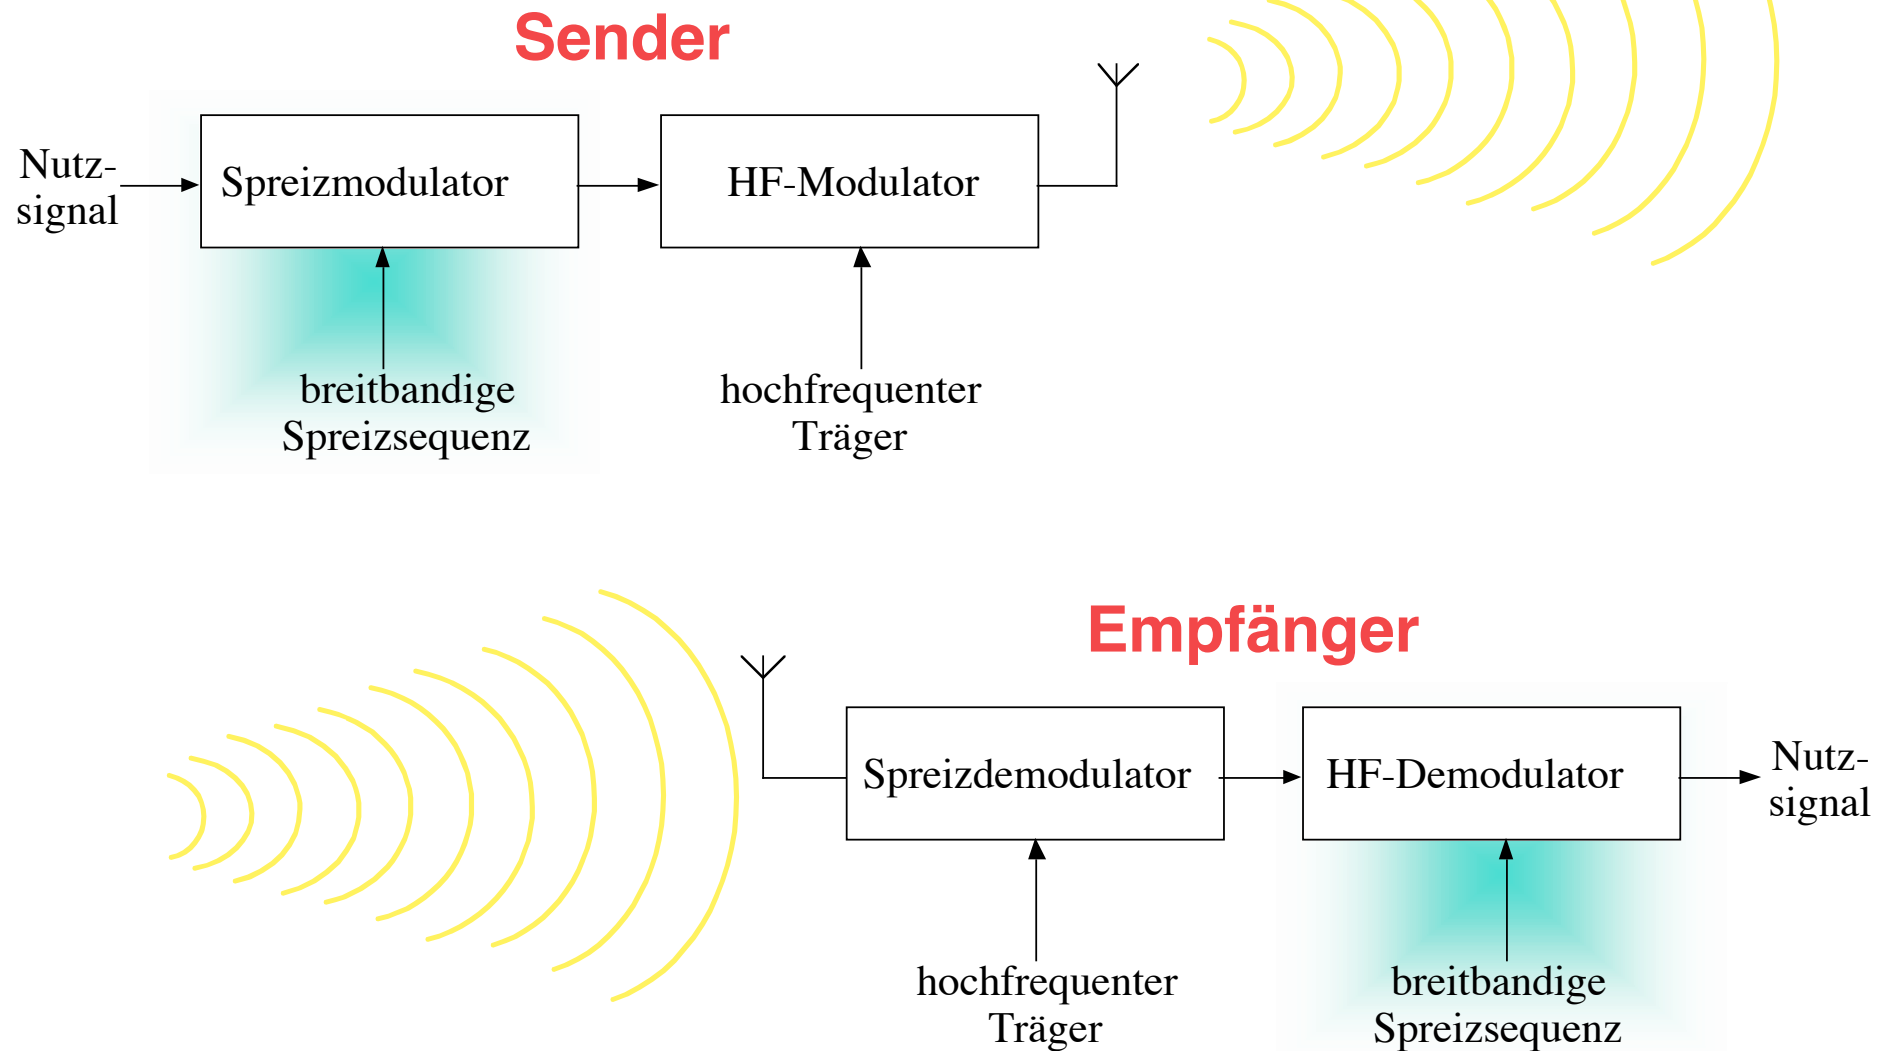 Sender
Nutz-
signal
Spreizmodulator
HF-Modulator
breitbandige
Spreizsequenz
hochfrequenter
Träger
Empfänger
Spreizdemodulator
HF-Demodulator
Nutz-
signal
hochfrequenter
Träger
breitbandige
Spreizsequenz